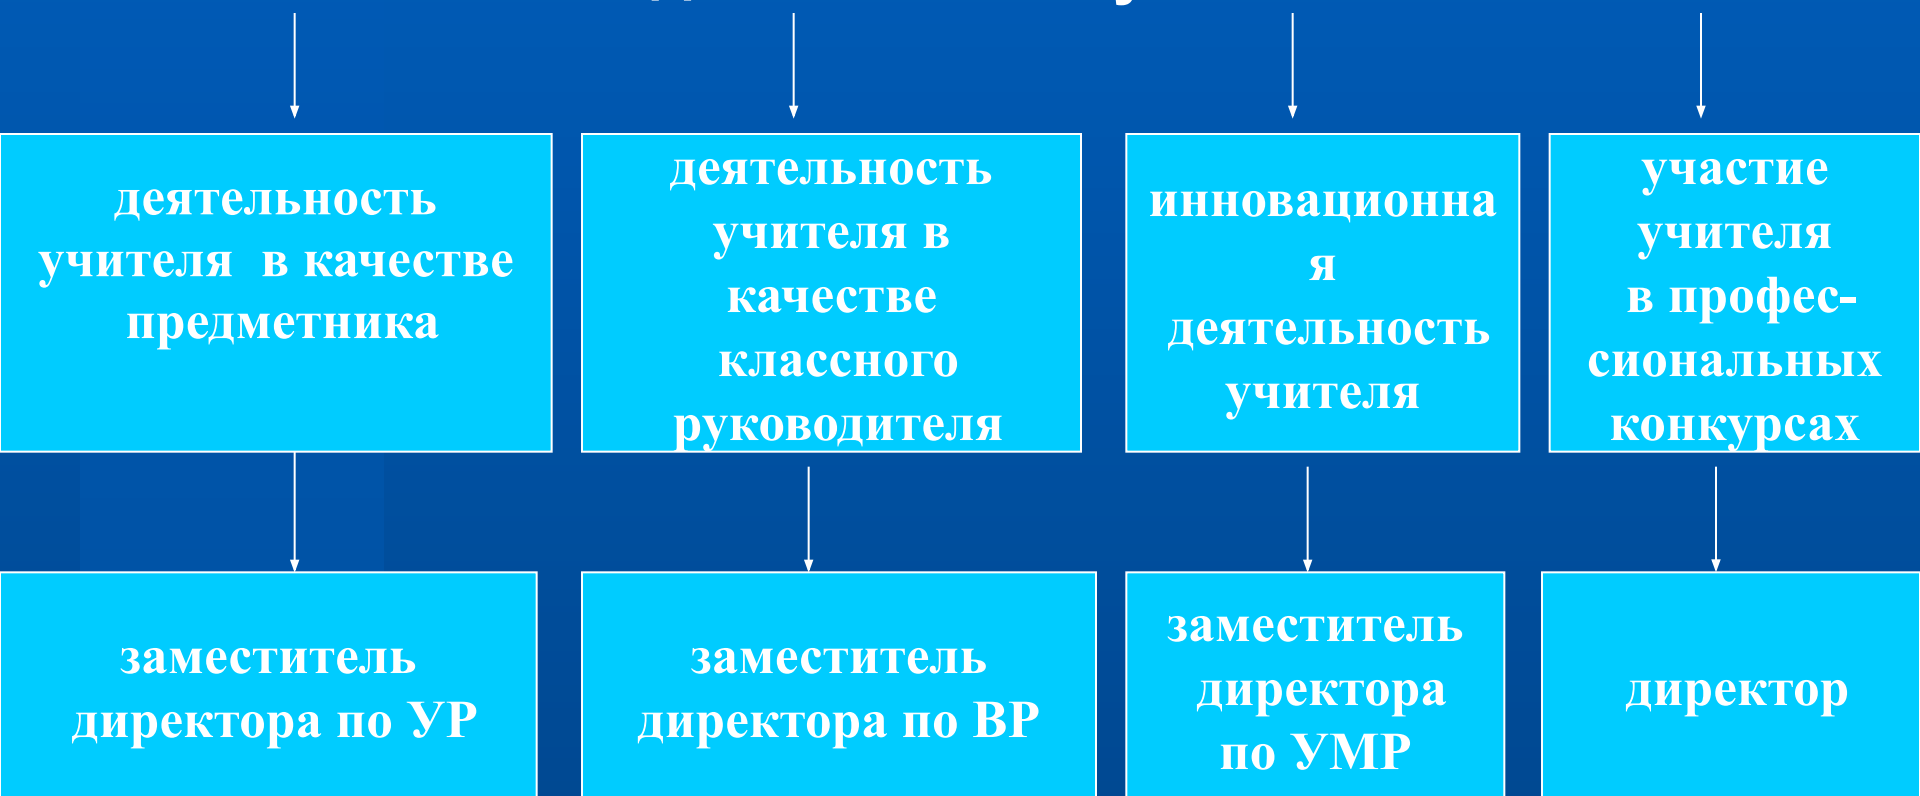 деятельность
учителя в качестве
предметника
деятельность
учителя в
качестве
классного
руководителя
инновационна
я
деятельность
учителя
участие
учителя
в профес-
сиональных
конкурсах
заместитель
директора по УР
заместитель
директора по ВР
заместитель
директора
по УМР
директор